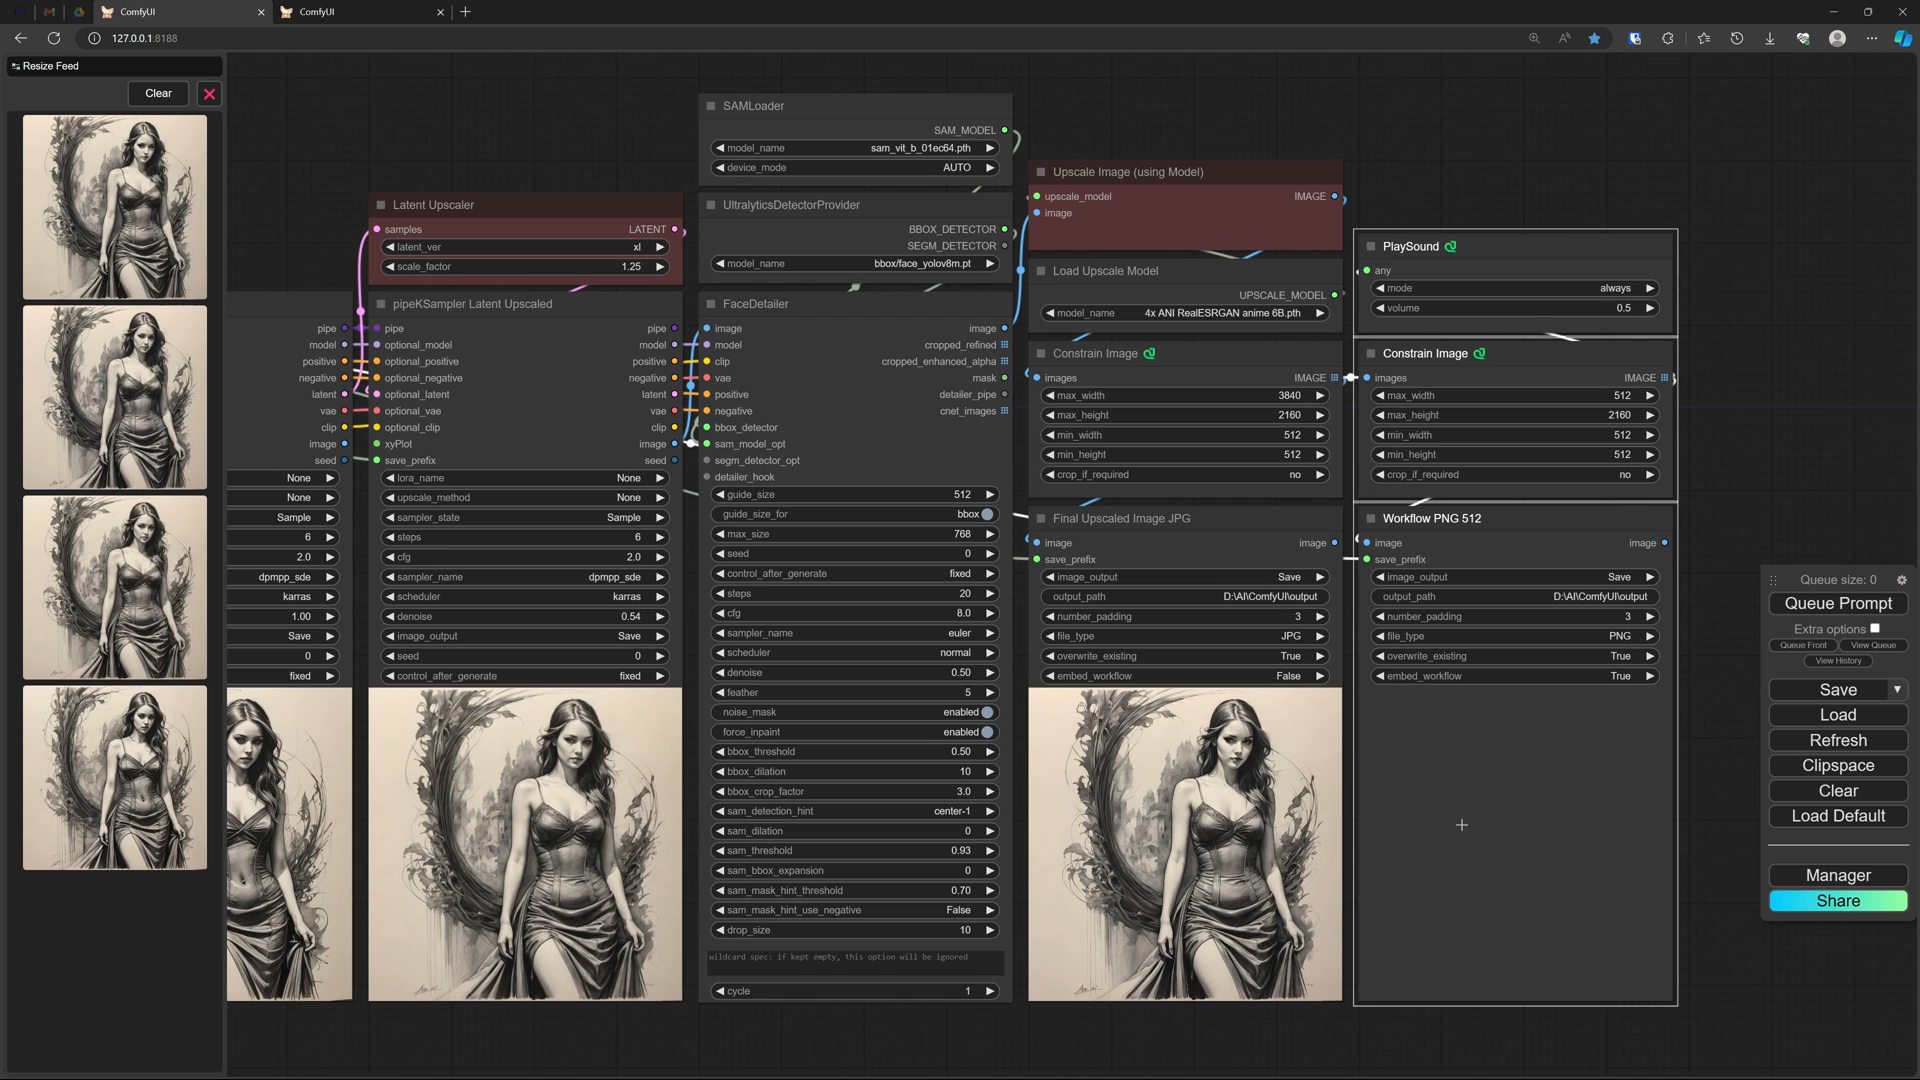 ComfyUI
ComfyUI
127.0.0.1:8188
Resize Feed
Clear
SAMLoader
SAM_MODEL
model_name sam_vit_b_01ec64.pth
device_mode AUTO
Latent Upscaler
samples LATENT
latent_ver xl
scale_factor 1.25
UltralyticsDetectorProvider
BBOX_DETECTOR
SEGM_DETECTOR
model_name bbox/face_yolov8m.pt
Upscale Image (using Model)
upscale_model IMAGE
image
Load Upscale Model
UPSCALE_MODEL
model_name 4x ANI RealESRGAN anime 6B.pth
PlaySound
any
mode always
volume 0.5
pipe
model
positive
negative
latent
vae
clip
image
seed
None
None
Sample
6
2.0
dpmpp_sde
karras
1.00
Save
0
fixed
pipeKSampler Latent Upscaled
pipe pipe
optional_model model
optional_positive positive
optional_negative negative
optional_latent latent
optional_vae vae
optional_clip clip
xyPlot image
save_prefix seed
lora_name None
upscale_method None
sampler_state Sample
steps 6
cfg 2.0
sampler_name dpmpp_sde
scheduler karras
denoise 0.54
image_output Save
seed 0
control_after_generate fixed
FaceDetailer
image image
model cropped_refined
clip cropped_enhanced_alpha
vae mask
positive detailer_pipe
negative cnet_images
bbox_detector
sam_model_opt
segm_detector_opt
detailer_hook
guide_size 512
guide_size_for bbox
max_size 768
seed 0
control_after_generate fixed
steps 20
cfg 8.0
sampler_name euler
scheduler normal
denoise 0.50
feather 5
noise_mask enabled
force_inpaint enabled
bbox_threshold 0.50
bbox_dilation 10
bbox_crop_factor 3.0
sam_detection_hint center-1
sam_dilation 0
sam_threshold 0.93
sam_bbox_expansion 0
sam_mask_hint_threshold 0.70
sam_mask_hint_use_negative False
drop_size 10
wildcard spec: if kept empty, this option will be ignored
cycle 1
Constrain Image
images IMAGE
max_width 3840
max_height 2160
min_width 512
min_height 512
crop_if_required no
Final Upscaled Image JPG
image image
save_prefix
image_output Save
output_path D:\AI\ComfyUI\output
number_padding 3
file_type JPG
overwrite_existing True
embed_workflow False
Constrain Image
images IMAGE
max_width 512
max_height 2160
min_width 512
min_height 512
crop_if_required no
Workflow PNG 512
image image
save_prefix
image_output Save
output_path D:\AI\ComfyUI\output
number_padding 3
file_type PNG
overwrite_existing True
embed_workflow True
Queue size: 0
Queue Prompt
Extra options
Queue Front View Queue
View History
Save
Load
Refresh
Clipspace
Clear
Load Default
Manager
Share